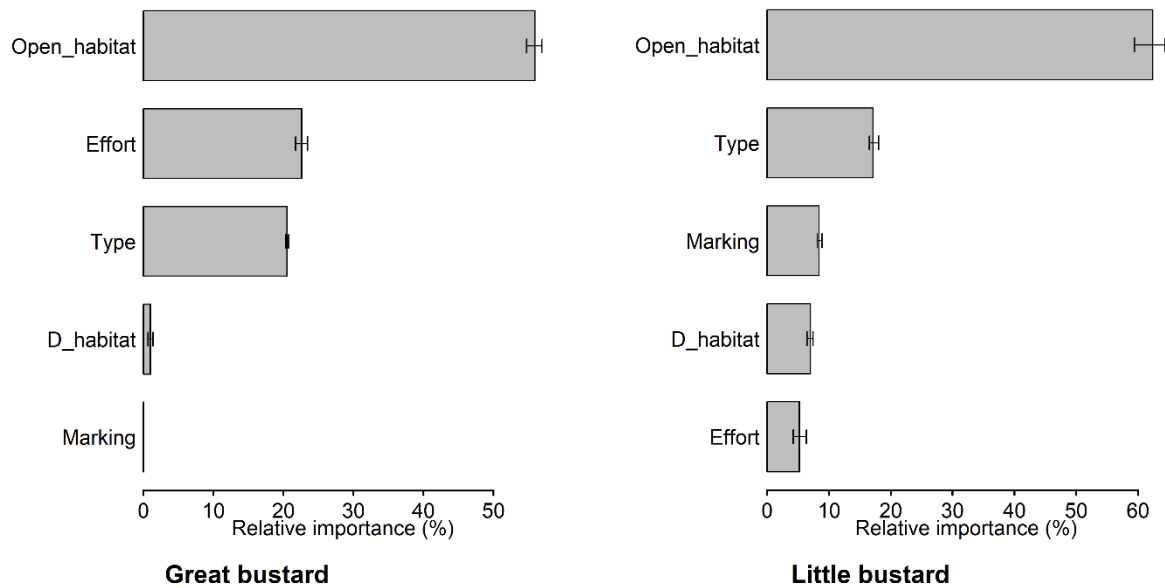 Open_habitat
Effort
Type
D_habitat
Marking
0 10 20 30 40 50
Relative importance (%)
Great bustard
Open_habitat
Type
Marking
D_habitat
Effort
0 10 20 30 40 50 60
Relative importance (%)
Little bustard